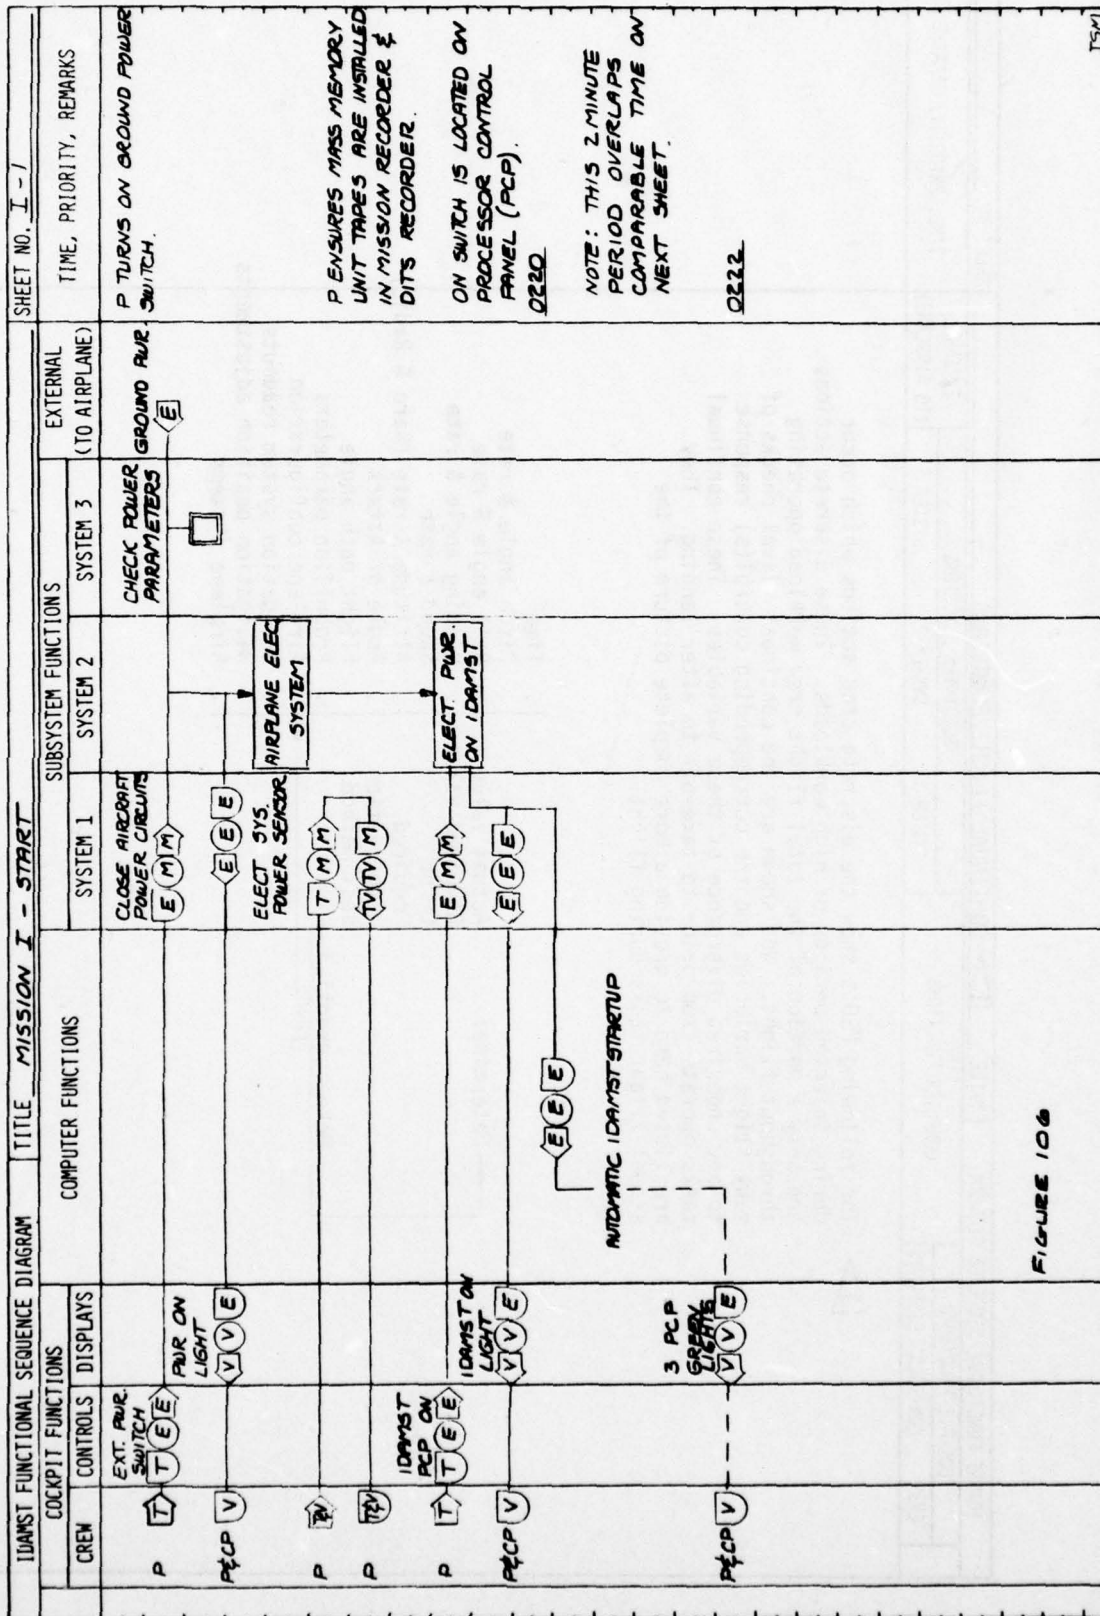 IDAMST FUNCTIONAL SEQUENCE DIAGRAM
TITLE MISSION I - START
SHEET NO. I - 1
COCKPIT FUNCTIONS
COMPUTER FUNCTIONS
SUBSYSTEM FUNCTIONS
EXTERNAL
(TO AIRPLANE)
TIME, PRIORITY, REMARKS
CREW
CONTROLS
DISPLAYS
SYSTEM 1
SYSTEM 2
SYSTEM 3
P
T
EXT. PWR.
SWITCH
T E E
CLOSE AIRCRAFT
POWER CIRCUITS
E M M
CHECK POWER
PARAMETERS
GROUND PWR.
E
P TURNS ON GROUND POWER
SWITCH.
P&CP V
PWR ON
LIGHT
V V E
E E E
AIRPLANE ELEC
SYSTEM
ELECT SYS.
POWER SENSOR
P
T M M
P ENSURES MASS MEMORY
UNIT TAPES ARE INSTALLED
IN MISSION RECORDER &
DITS RECORDER.
P
TV TV M
P
T
IDAMST
PCP ON
T E E
E M M
ELECT. PWR.
ON IDAMST
ON SWITCH IS LOCATED ON
PROCESSOR CONTROL
PANEL (PCP).
0220
P&CP V
IDAMST ON
LIGHT
V V E
E E E
E E E
AUTOMATIC IDAMST STARTUP
NOTE: THIS 2 MINUTE
PERIOD OVERLAPS
COMPARABLE TIME ON
NEXT SHEET.
P&CP V
3 PCP
GREEN
LIGHTS
V V E
0222
FIGURE 106